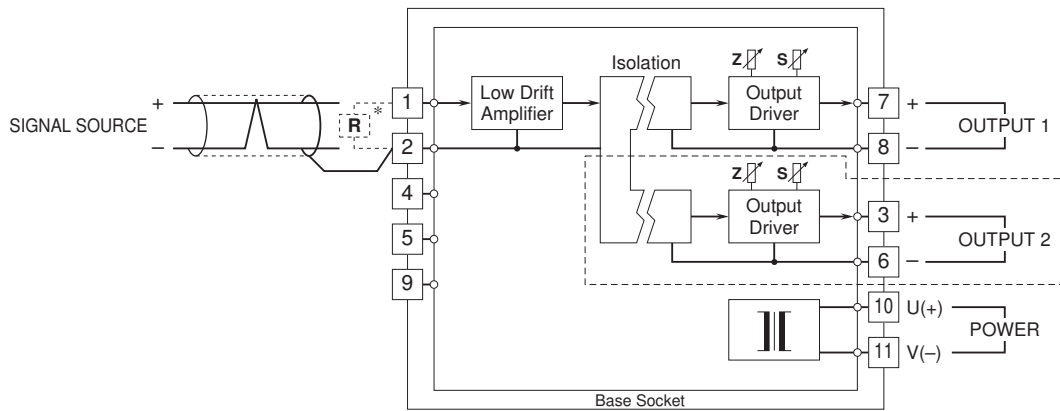 SIGNAL SOURCE
+
–
R
*
1
2
4
5
9
Low Drift
Amplifier
Isolation
Z
S
Output
Driver
7
+
8
–
OUTPUT 1
Z
S
Output
Driver
3
+
6
–
OUTPUT 2
10
U(+)
11
V(–)
POWER
Base Socket